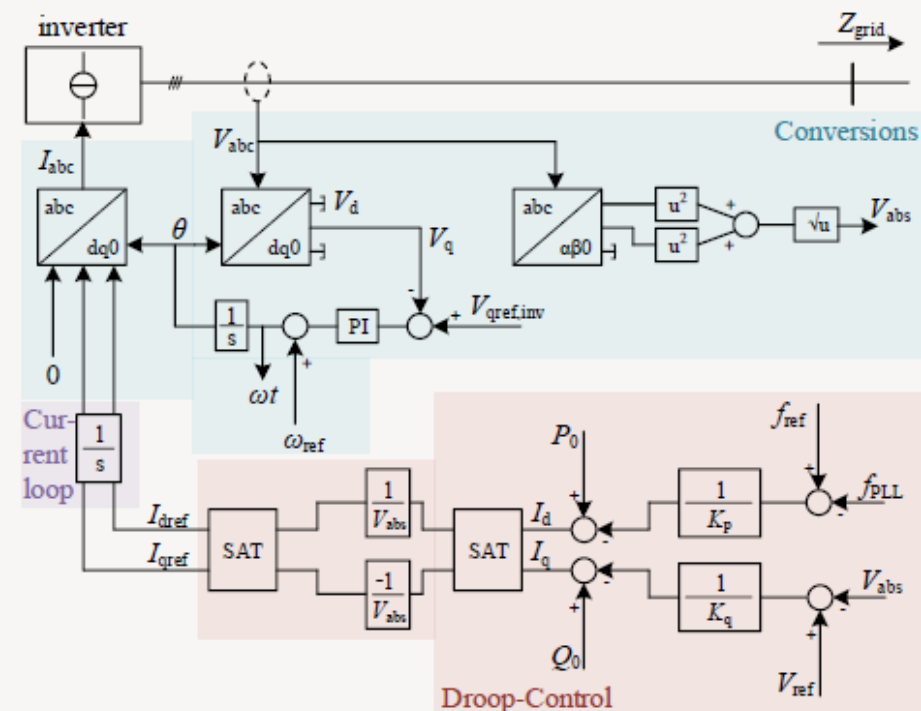 inverter
Z_grid
V_abc
Conversions
I_abc
abc
dq0
θ
abc
dq0
V_d
V_q
abc
αβ0
u²
u²
+
+
√u
V_abs
-
+
V_qref,inv
1
s
PI
+
0
ωt
ω_ref
Cur-
rent
loop
1
s
P_0
f_ref
+
f_PLL
-
1
K_p
+
-
I_dref
I_qref
SAT
1
V_abs
-1
V_abs
SAT
I_d
I_q
-
+
1
K_q
V_abs
-
+
Q_0
V_ref
Droop-Control